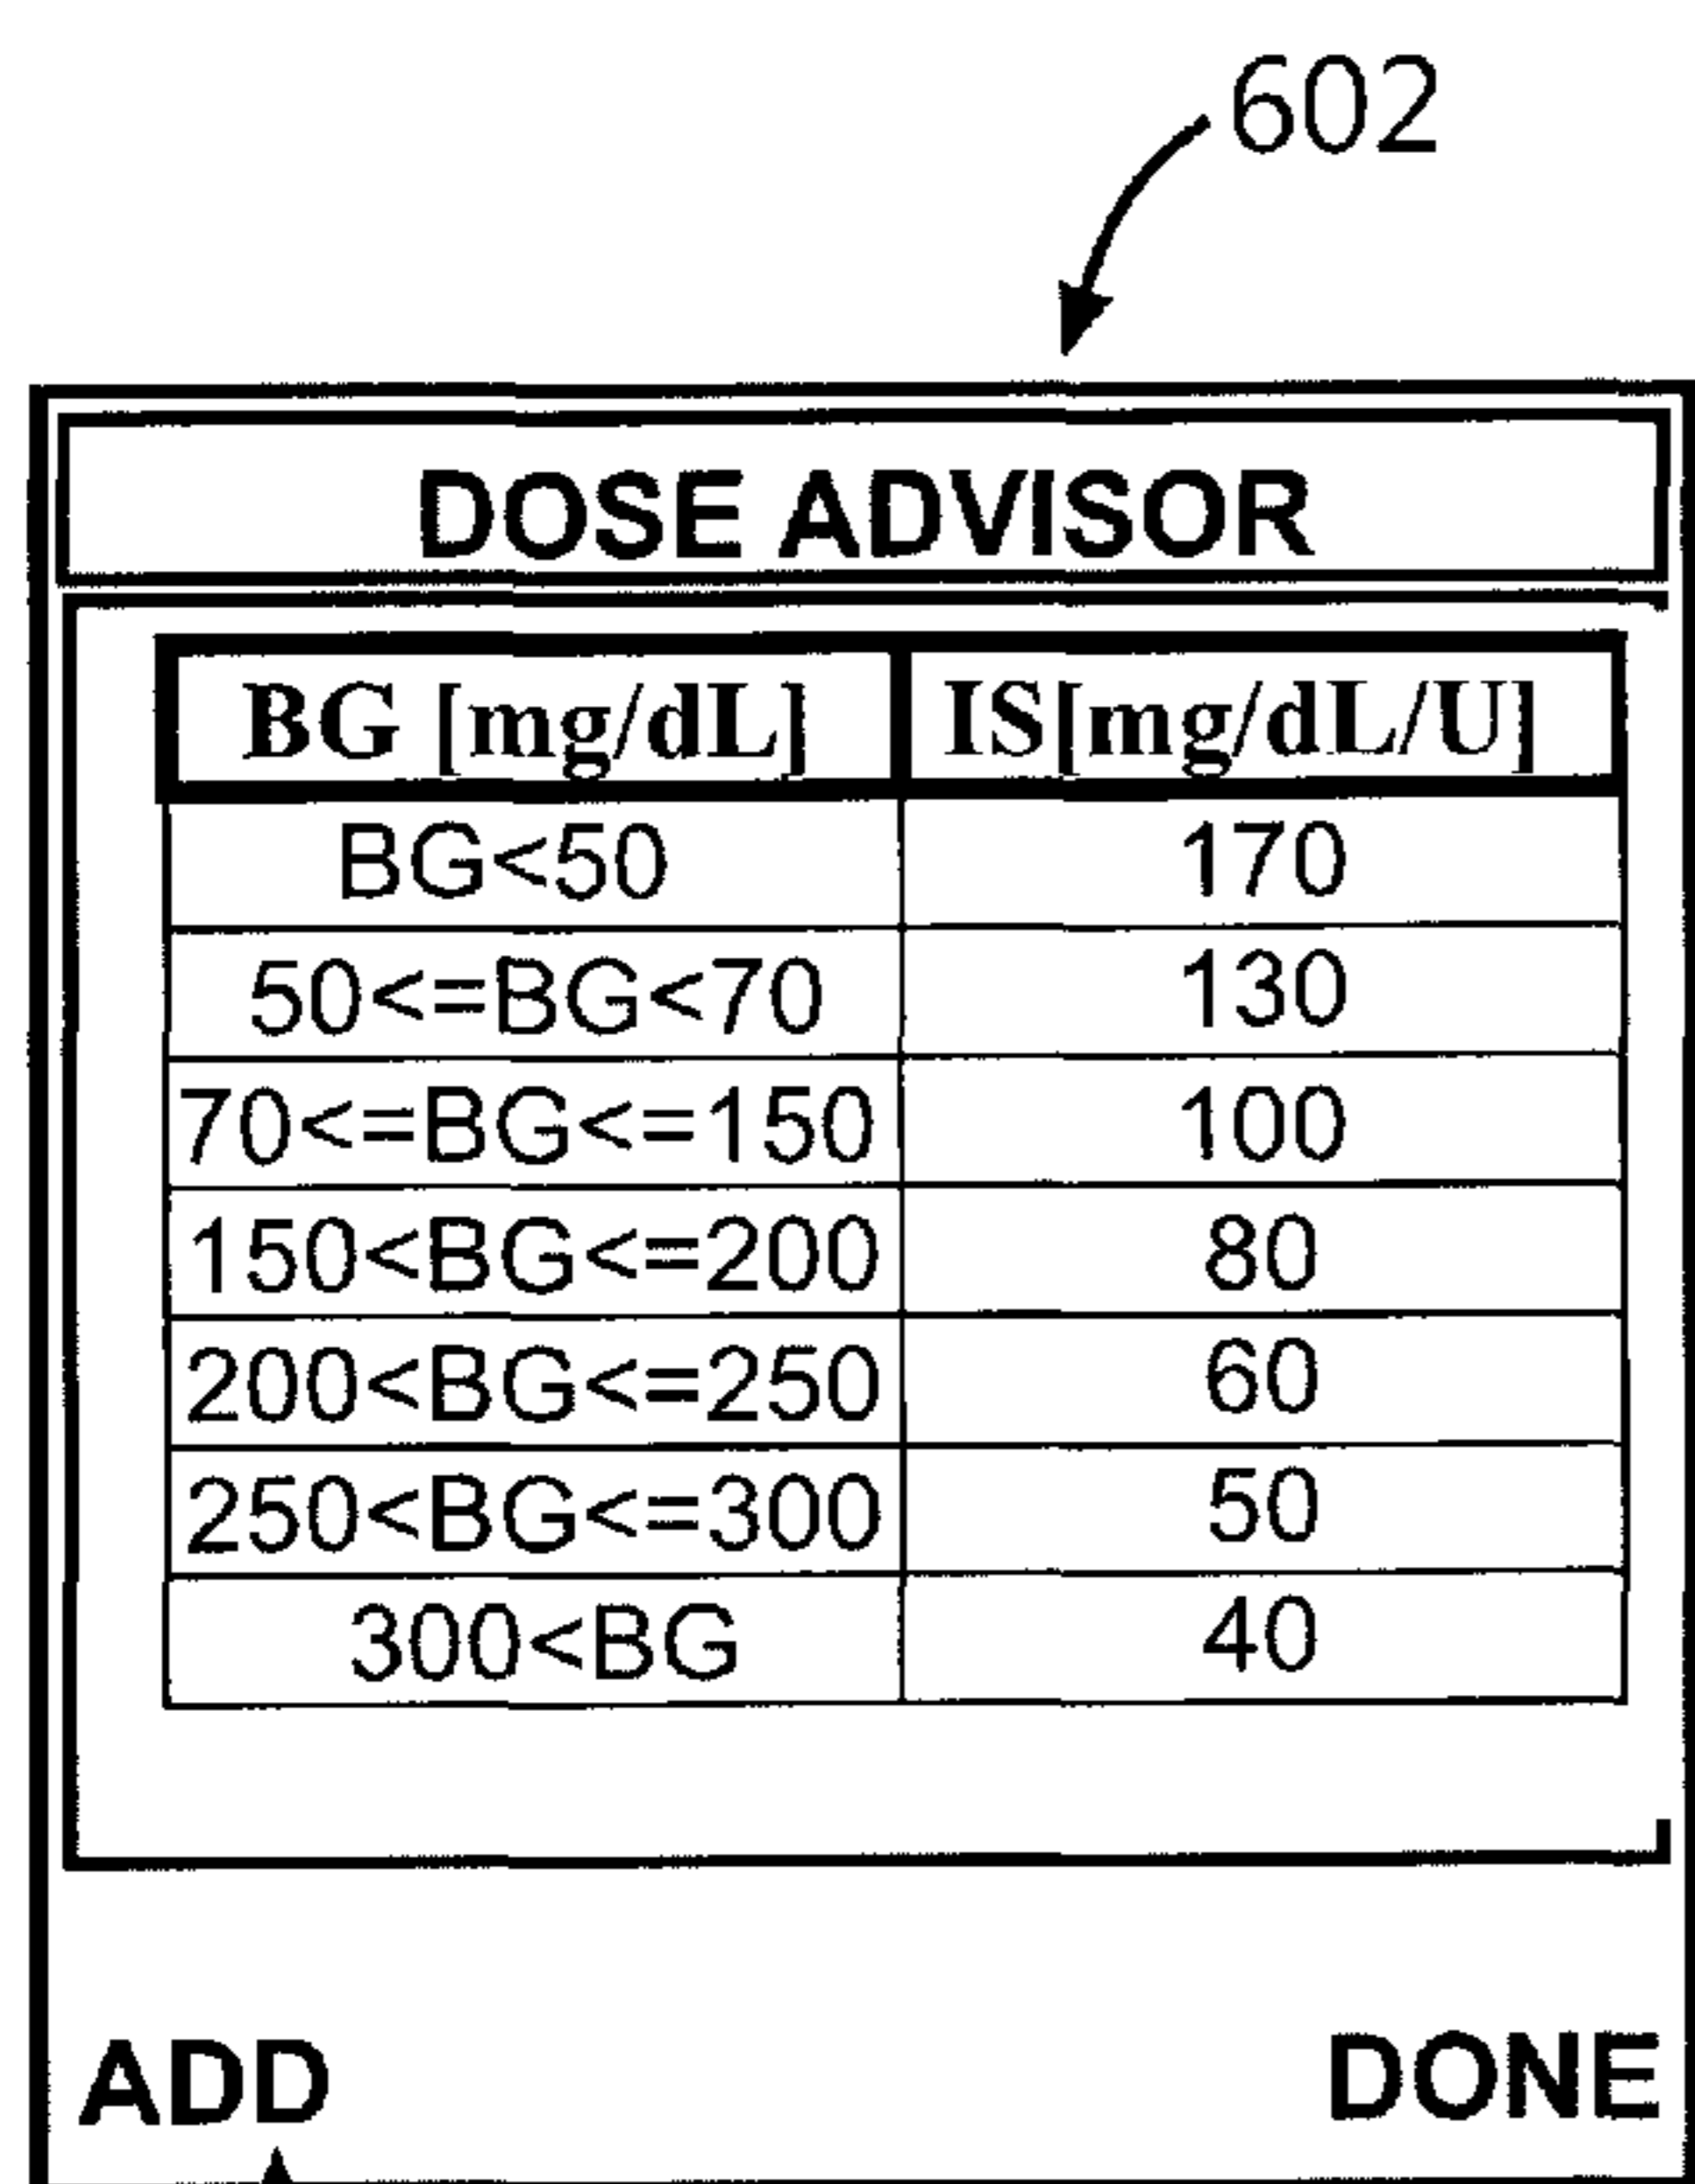 602
DOSE ADVISOR
BG [mg/dL] IS[mg/dL/U]
BG<50 170
50<=BG<70 130
70<=BG<=150 100
150<BG<=200 80
200<BG<=250 60
250<BG<=300 50
300<BG 40
ADD DONE